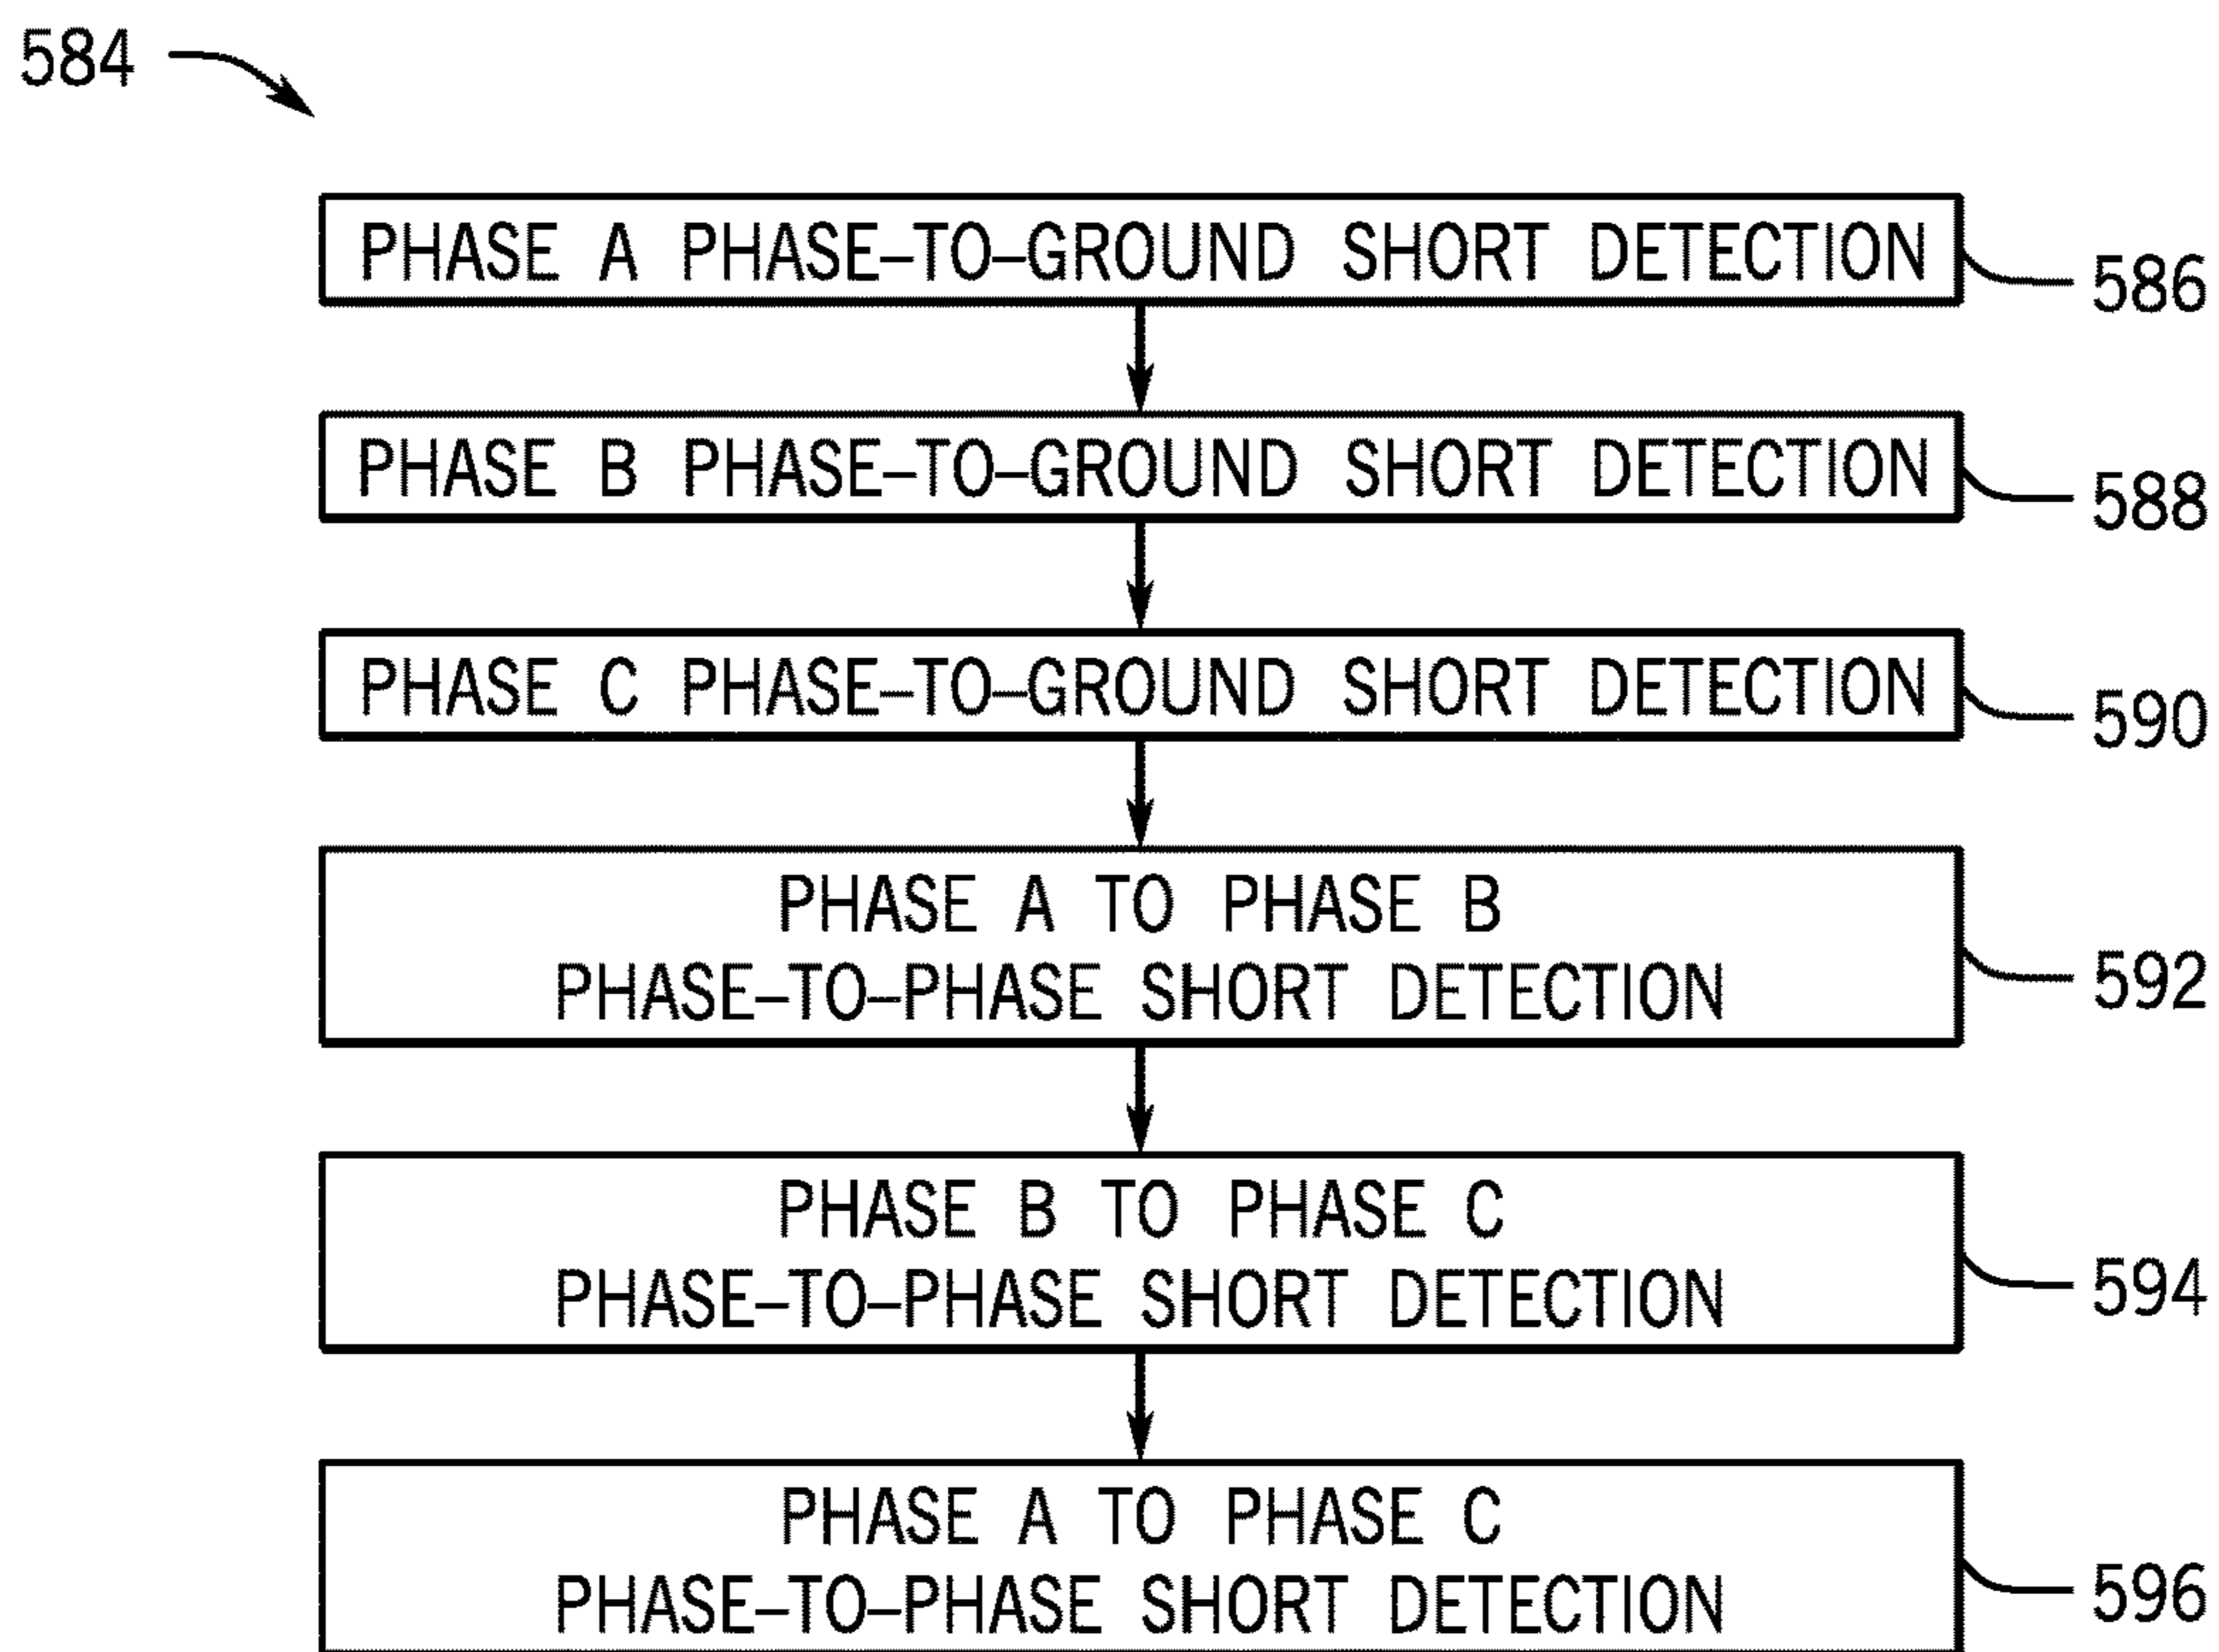 584
PHASE A PHASE–TO–GROUND SHORT DETECTION
586
PHASE B PHASE–TO–GROUND SHORT DETECTION
588
PHASE C PHASE–TO–GROUND SHORT DETECTION
590
PHASE A TO PHASE B
PHASE–TO–PHASE SHORT DETECTION
592
PHASE B TO PHASE C
PHASE–TO–PHASE SHORT DETECTION
594
PHASE A TO PHASE C
PHASE–TO–PHASE SHORT DETECTION
596